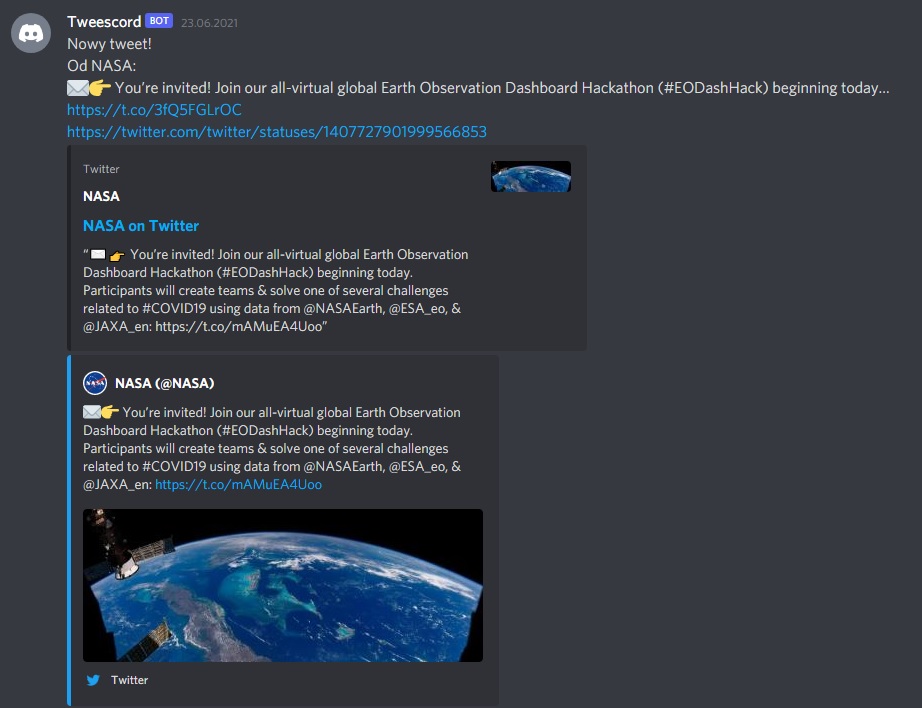 Tweescord BOT 23.06.2021
Nowy tweet!
Od NASA:
✉️👉 You're invited! Join our all-virtual global Earth Observation Dashboard Hackathon (#EODashHack) beginning today...
https://t.co/3fQ5FGLrOC
https://twitter.com/twitter/statuses/1407727901999566853
Twitter
NASA
NASA on Twitter
“✉️👉 You're invited! Join our all-virtual global Earth Observation
Dashboard Hackathon (#EODashHack) beginning today.
Participants will create teams & solve one of several challenges
related to #COVID19 using data from @NASAEarth, @ESA_eo, &
@JAXA_en: https://t.co/mAMuEA4Uoo”
NASA
NASA (@NASA)
✉️👉 You're invited! Join our all-virtual global Earth Observation
Dashboard Hackathon (#EODashHack) beginning today.
Participants will create teams & solve one of several challenges
related to #COVID19 using data from @NASAEarth, @ESA_eo, &
@JAXA_en: https://t.co/mAMuEA4Uoo
Twitter